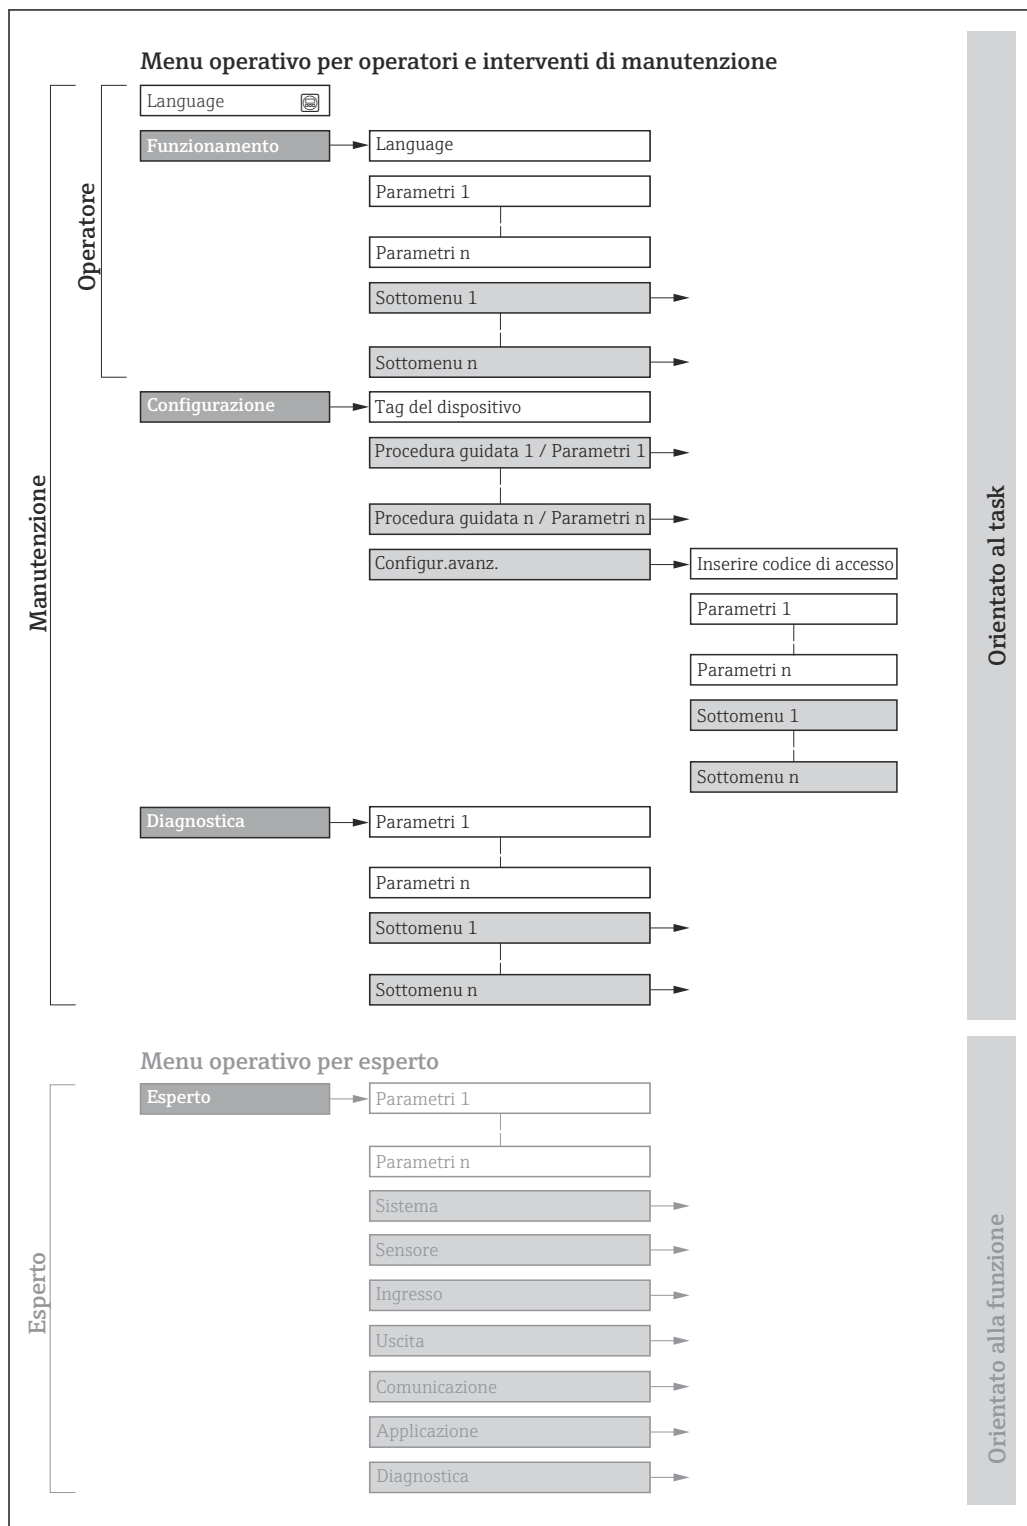 Menu operativo per operatori e interventi di manutenzione
Language
Funzionamento
Language
Parametri 1
Parametri n
Sottomenu 1
Sottomenu n
Operatore
Configurazione
Tag del dispositivo
Procedura guidata 1 / Parametri 1
Procedura guidata n / Parametri n
Configur.avanz.
Inserire codice di accesso
Parametri 1
Parametri n
Sottomenu 1
Sottomenu n
Manutenzione
Orientato al task
Diagnostica
Parametri 1
Parametri n
Sottomenu 1
Sottomenu n
Menu operativo per esperto
Esperto
Parametri 1
Parametri n
Sistema
Sensore
Ingresso
Uscita
Comunicazione
Applicazione
Diagnostica
Esperto
Orientato alla funzione